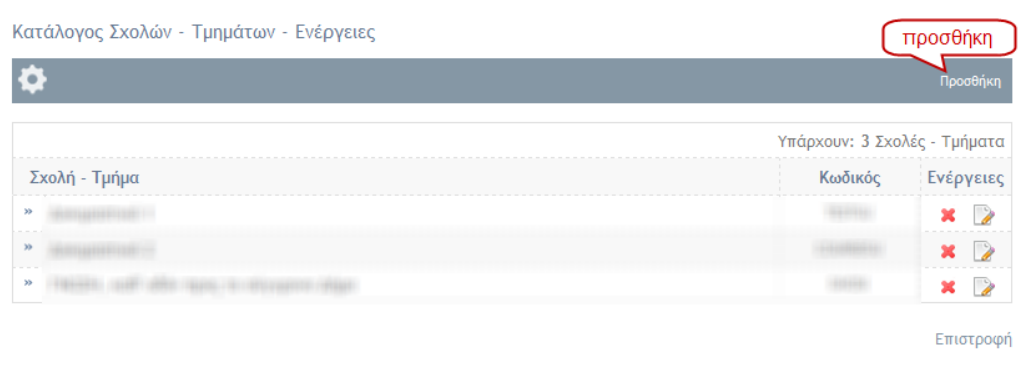 Κατάλογος Σχολών - Τμημάτων - Ενέργειες
προσθήκη
Προσθήκη
Υπάρχουν: 3 Σχολές - Τμήματα
Σχολή - Τμήμα Κωδικός Ενέργειες
»
»
»
Επιστροφή